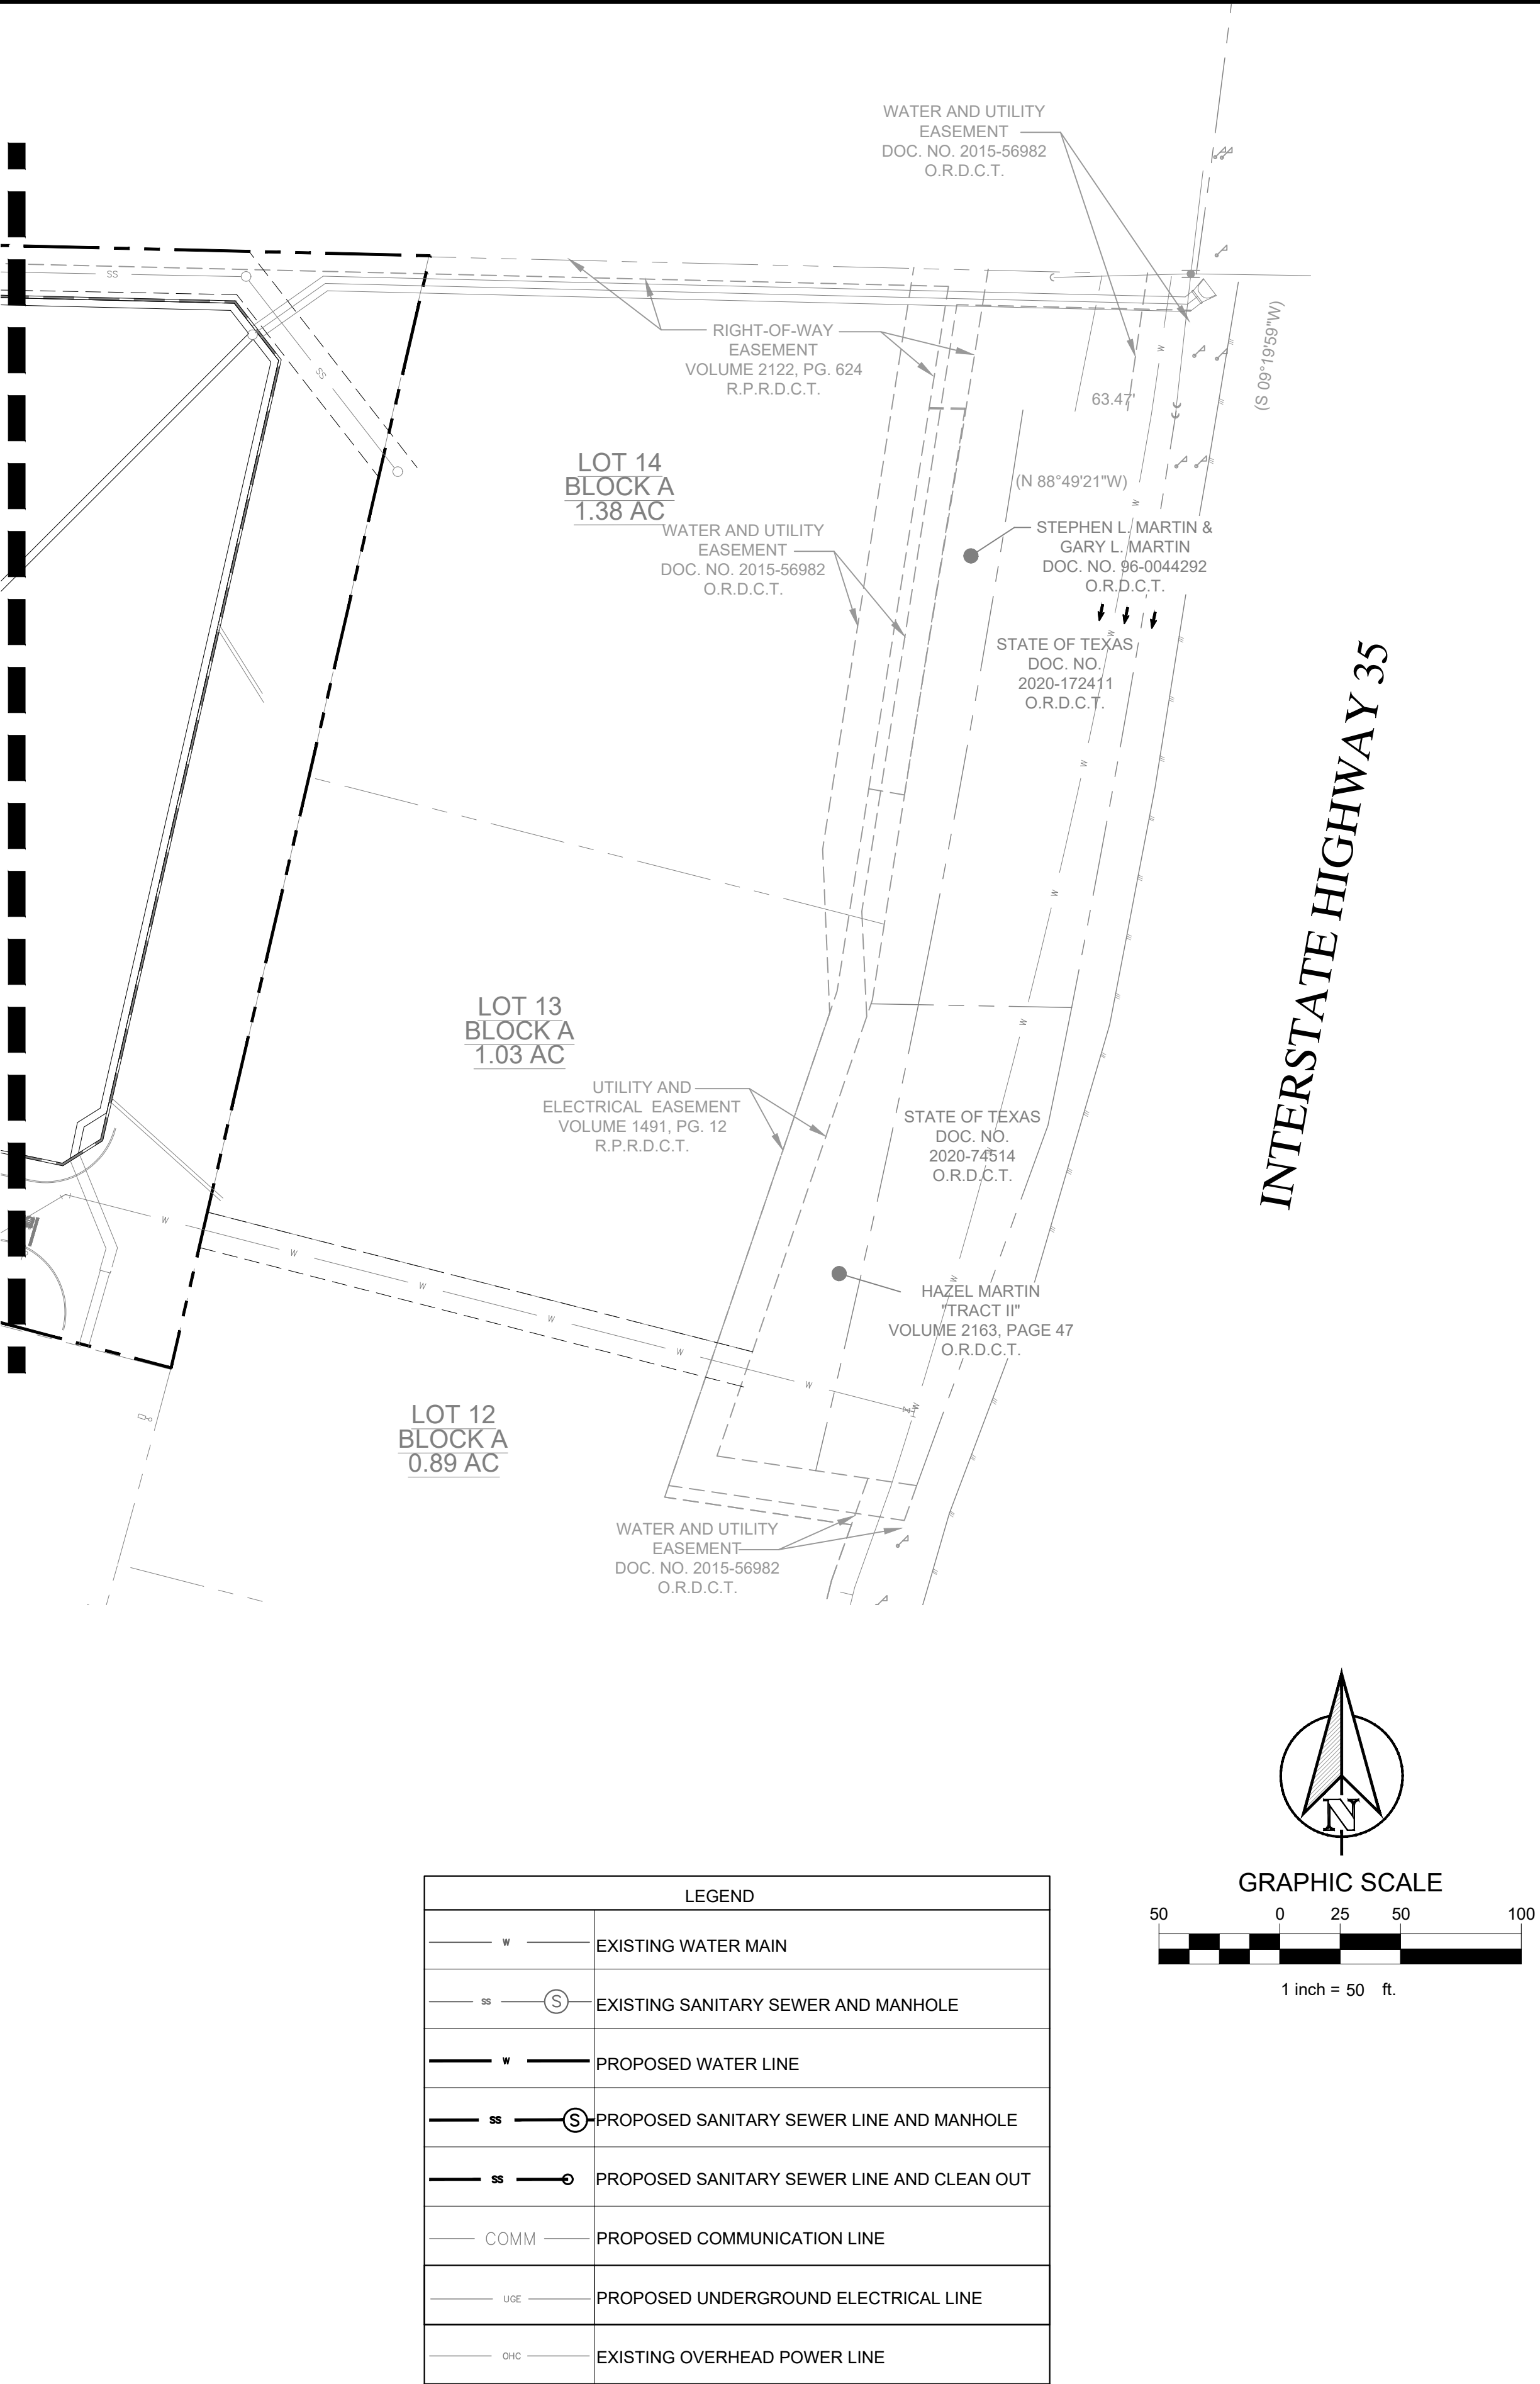 WATER AND UTILITY
EASEMENT
DOC. NO. 2015-56982
O.R.D.C.T.
SS
SS
RIGHT-OF-WAY
EASEMENT
VOLUME 2122, PG. 624
R.P.R.D.C.T.
(S 09°19'59"W)
W
63.47'
LOT 14
BLOCK A
1.38 AC
(N 88°49'21"W)
W
WATER AND UTILITY
EASEMENT
DOC. NO. 2015-56982
O.R.D.C.T.
STEPHEN L. MARTIN &
GARY L. MARTIN
DOC. NO. 96-0044292
O.R.D.C.T.
W
STATE OF TEXAS
DOC. NO.
2020-172411
O.R.D.C.T.
INTERSTATE HIGHWAY 35
W
W
LOT 13
BLOCK A
1.03 AC
W
UTILITY AND
ELECTRICAL EASEMENT
VOLUME 1491, PG. 12
R.P.R.D.C.T.
STATE OF TEXAS
DOC. NO.
2020-74514
O.R.D.C.T.
W
W
W
W
W
W
W
W
W
HAZEL MARTIN
"TRACT II"
VOLUME 2163, PAGE 47
O.R.D.C.T.
LOT 12
BLOCK A
0.89 AC
WATER AND UTILITY
EASEMENT
DOC. NO. 2015-56982
O.R.D.C.T.
N
GRAPHIC SCALE
50 0 25 50 100
1 inch = 50 ft.
LEGEND
W EXISTING WATER MAIN
SS S EXISTING SANITARY SEWER AND MANHOLE
W PROPOSED WATER LINE
SS S PROPOSED SANITARY SEWER LINE AND MANHOLE
SS PROPOSED SANITARY SEWER LINE AND CLEAN OUT
COMM PROPOSED COMMUNICATION LINE
UGE PROPOSED UNDERGROUND ELECTRICAL LINE
OHC EXISTING OVERHEAD POWER LINE